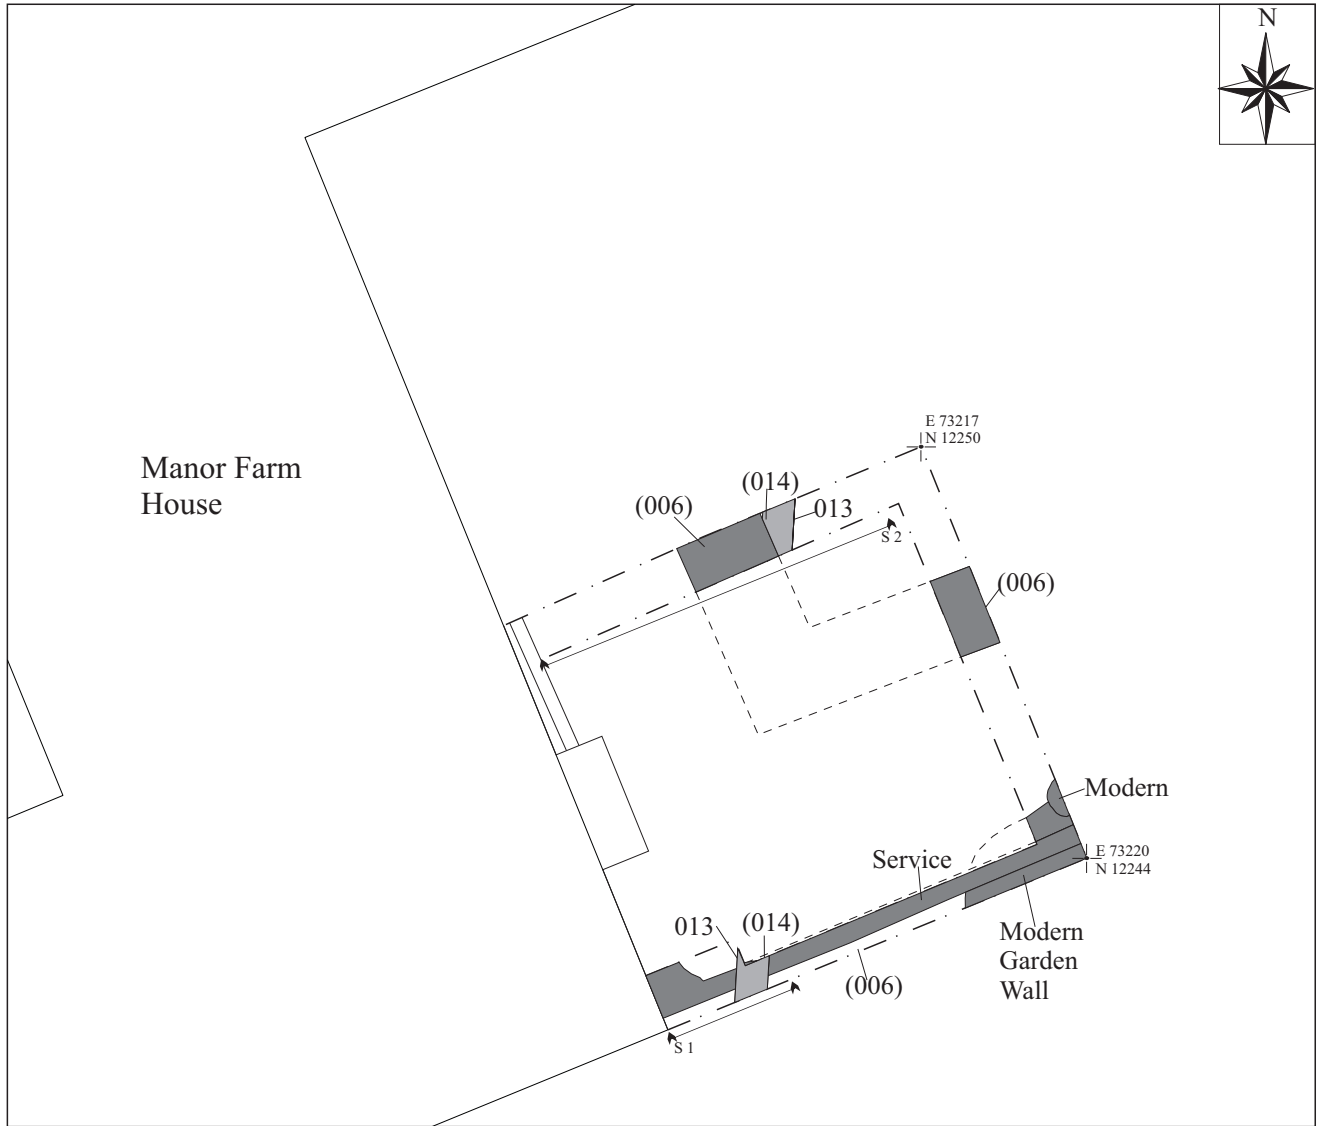 N
E 73217
N 12250
Manor Farm
House
(014)
(006)
013
S 2
(006)
Modern
Service
E 73220
N 12244
013
(014)
Modern
Garden
Wall
(006)
S 1